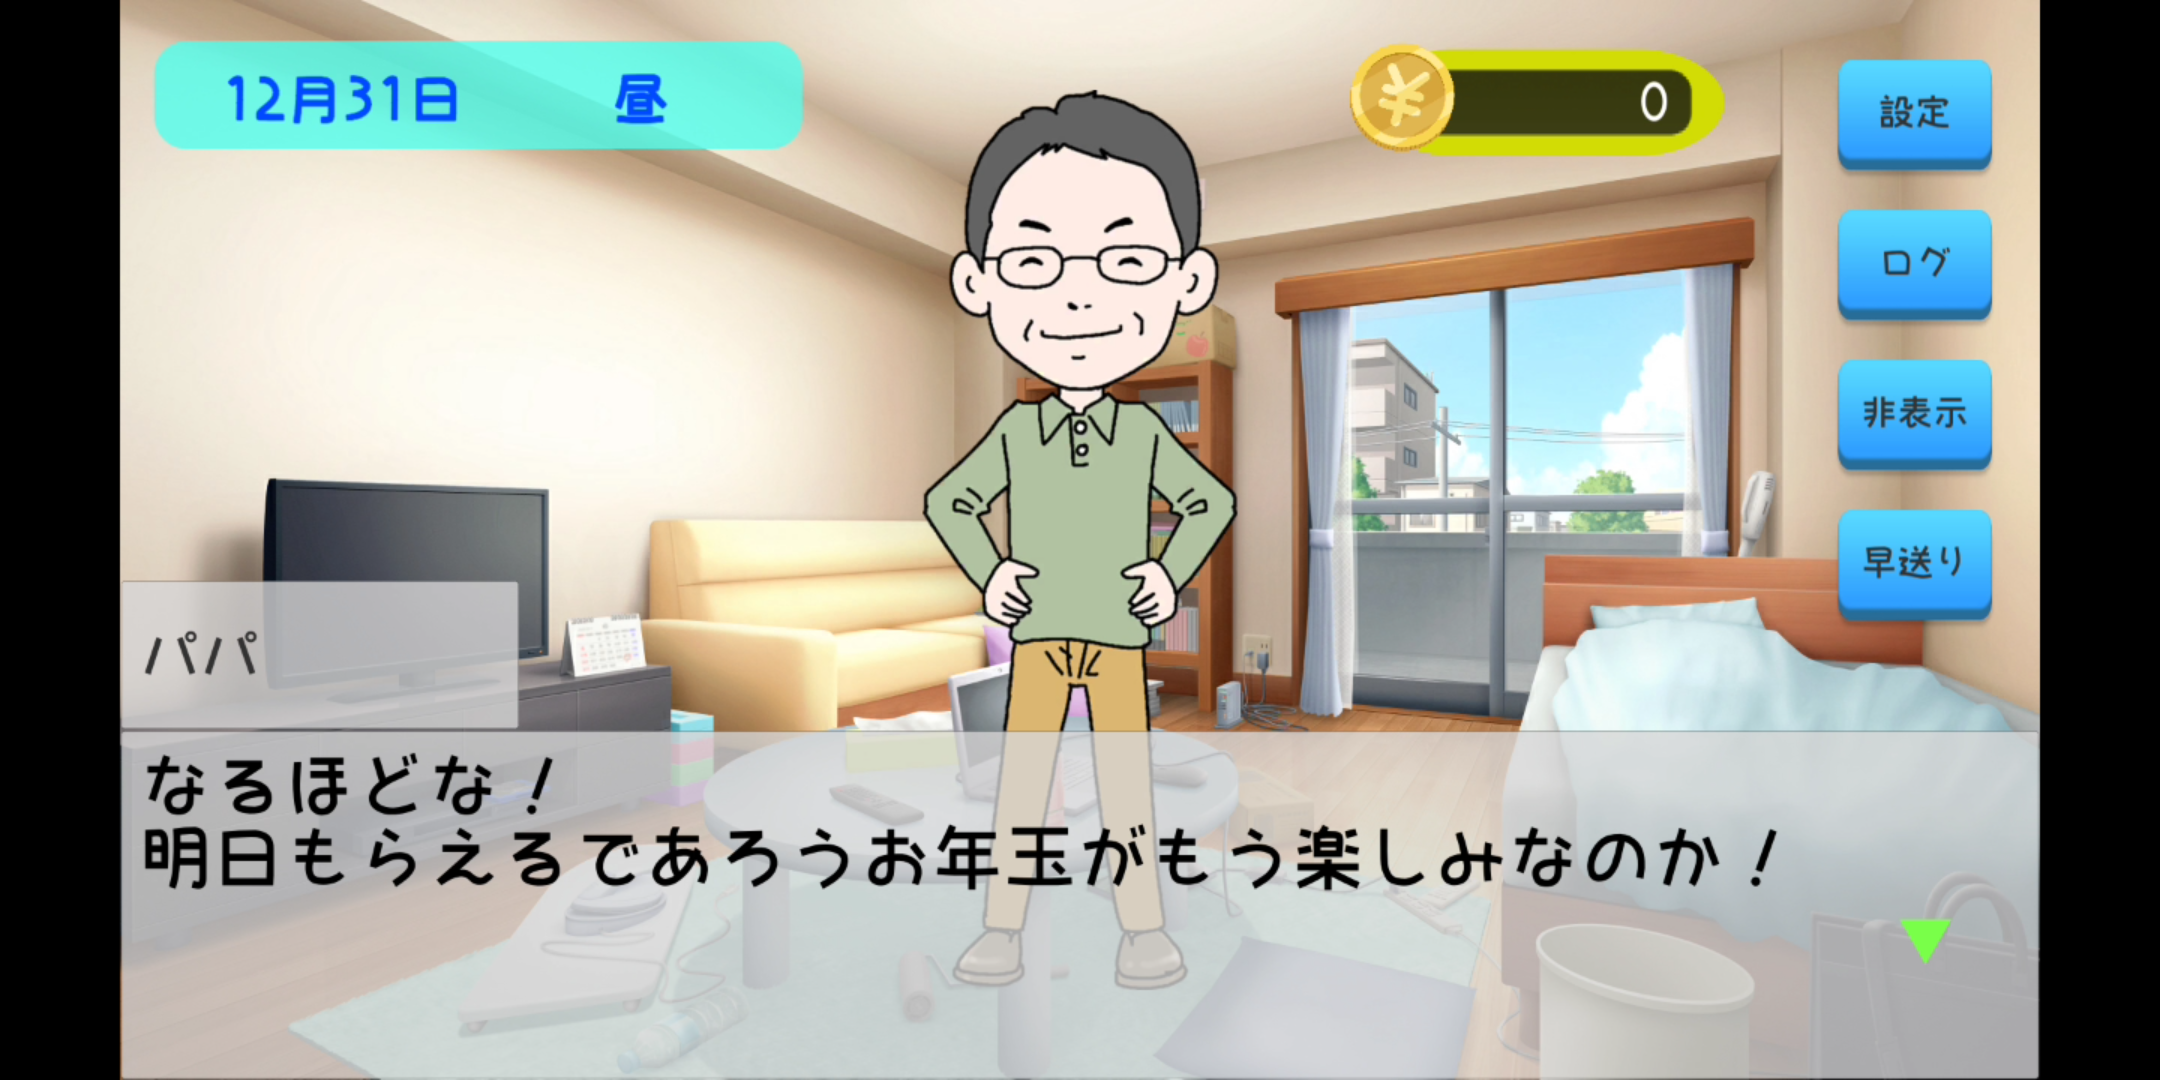 12月31日 昼
0
設定
ログ
非表示
早送り
パパ
なるほどな！
明日もらえるであろうお年玉がもう楽しみなのか！